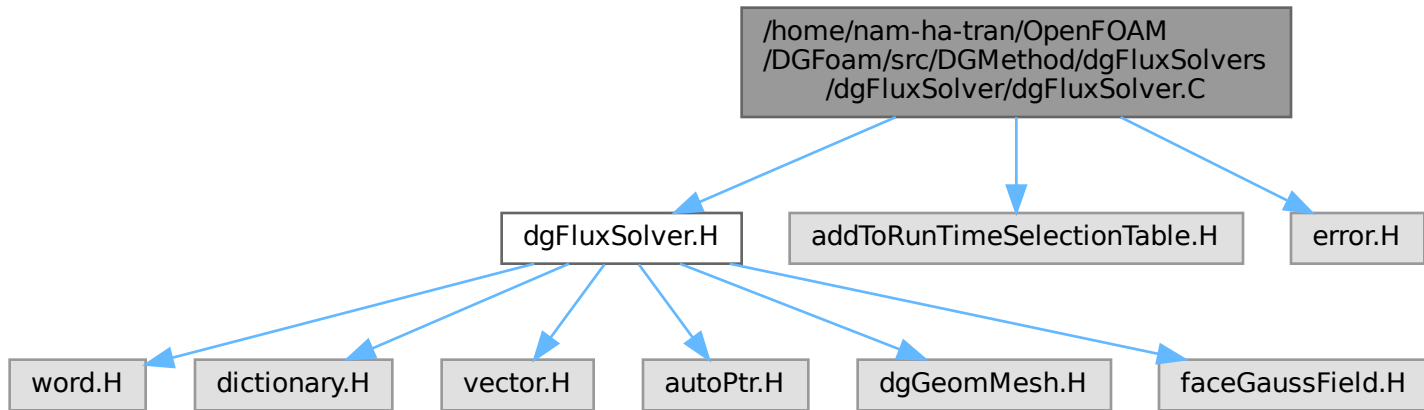 /home/nam-ha-tran/OpenFOAM
/DGFoam/src/DGMethod/dgFluxSolvers
/dgFluxSolver/dgFluxSolver.C
dgFluxSolver.H
addToRunTimeSelectionTable.H
error.H
word.H
dictionary.H
vector.H
autoPtr.H
dgGeomMesh.H
faceGaussField.H